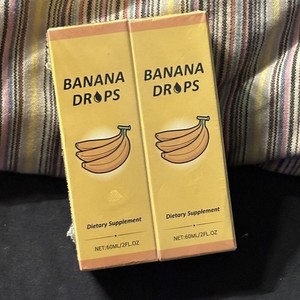 BANANA
DROPS
Dietary Supplement
NET:60ML/2FL.OZ
BANANA
DROPS
Dietary Supplement
NET:60ML/2FL.OZ